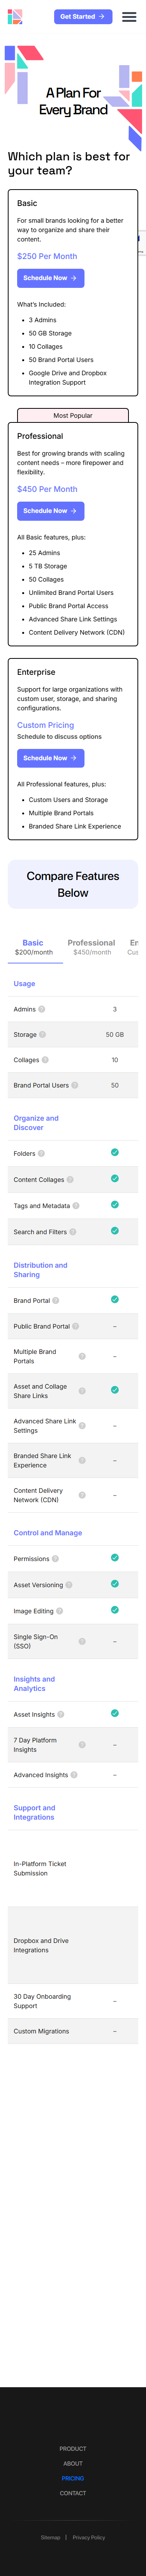 Get Started →
A Plan For
Every Brand
Which plan is best for
your team?
Basic
For small brands looking for a better
way to organize and share their
content.
$250 Per Month
Schedule Now →
What's Included:
• 3 Admins
• 50 GB Storage
• 10 Collages
• 50 Brand Portal Users
• Google Drive and Dropbox
Integration Support
Most Popular
Professional
Best for growing brands with scaling
content needs – more firepower and
flexibility.
$450 Per Month
Schedule Now →
All Basic features, plus:
• 25 Admins
• 5 TB Storage
• 50 Collages
• Unlimited Brand Portal Users
• Public Brand Portal Access
• Advanced Share Link Settings
• Content Delivery Network (CDN)
Enterprise
Support for large organizations with
custom user, storage, and sharing
configurations.
Custom Pricing
Schedule to discuss options
Schedule Now →
All Professional features, plus:
• Custom Users and Storage
• Multiple Brand Portals
• Branded Share Link Experience
Compare Features
Below
Basic Professional
$200/month $450/month
Usage
Admins ? 3
Storage ? 50 GB
Collages ? 10
Brand Portal Users ? 50
Organize and
Discover
Folders ?
Content Collages ?
Tags and Metadata ?
Search and Filters ?
Distribution and
Sharing
Brand Portal ?
Public Brand Portal ? –
Multiple Brand
Portals ? –
Asset and Collage
Share Links ?
Advanced Share Link
Settings ? –
Branded Share Link
Experience ? –
Content Delivery
Network (CDN) ? –
Control and Manage
Permissions ?
Asset Versioning ?
Image Editing ?
Single Sign-On
(SSO) ? –
Insights and
Analytics
Asset Insights ?
7 Day Platform
Insights ? –
Advanced Insights ? –
Support and
Integrations
In-Platform Ticket
Submission
Dropbox and Drive
Integrations
30 Day Onboarding
Support –
Custom Migrations –
PRODUCT
ABOUT
PRICING
CONTACT
Sitemap | Privacy Policy